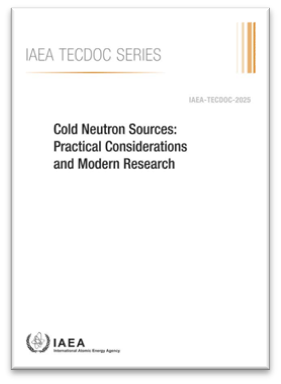 IAEA TECDOC SERIES
IAEA-TECDOC-2025
Cold Neutron Sources:
Practical Considerations
and Modern Research
IAEA
International Atomic Energy Agency